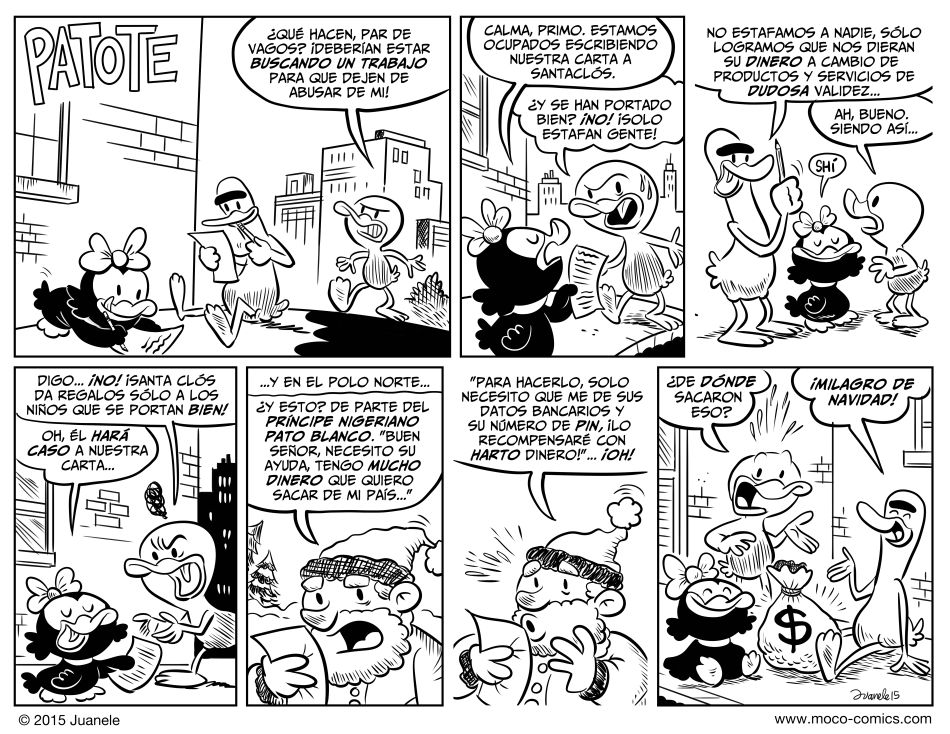 PATOTE
¿QUÉ HACEN, PAR DE
VAGOS? ¡DEBERÍAN ESTAR
BUSCANDO UN TRABAJO
PARA QUE DEJEN DE
ABUSAR DE MI!
CALMA, PRIMO. ESTAMOS
OCUPADOS ESCRIBIENDO
NUESTRA CARTA A
SANTACLÓS.
¿Y SE HAN PORTADO
BIEN? ¡NO! ¡SOLO
ESTAFAN GENTE!
NO ESTAFAMOS A NADIE, SÓLO
LOGRAMOS QUE NOS DIERAN
SU DINERO A CAMBIO DE
PRODUCTOS Y SERVICIOS DE
DUDOSA VALIDEZ...
AH, BUENO.
SIENDO ASÍ...
SHÍ
DIGO... ¡NO! ¡SANTA CLÓS
DA REGALOS SÓLO A LOS
NIÑOS QUE SE PORTAN BIEN!
OH, ÉL HARÁ
CASO A NUESTRA
CARTA...
...Y EN EL POLO NORTE...
¿Y ESTO? DE PARTE DEL
PRÍNCIPE NIGERIANO
PATO BLANCO. "BUEN
SEÑOR, NECESITO SU
AYUDA, TENGO MUCHO
DINERO QUE QUIERO
SACAR DE MI PAÍS..."
"PARA HACERLO, SOLO
NECESITO QUE ME DE SUS
DATOS BANCARIOS Y
SU NÚMERO DE PIN, ¡LO
RECOMPENSARÉ CON
HARTO DINERO!"... ¡OH!
¿DE DÓNDE
SACARON
ESO?
¡MILAGRO DE
NAVIDAD!
$
Juanele 15
© 2015 Juanele
www.moco-comics.com